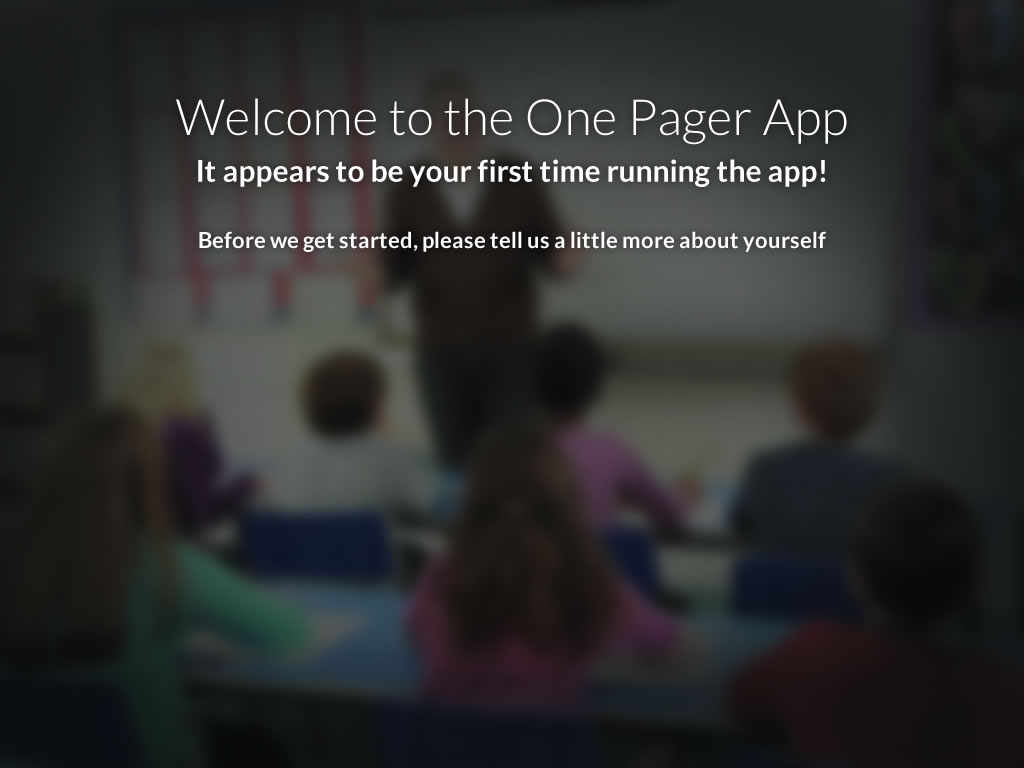 Welcome to the One Pager App
It appears to be your first time running the app!
Before we get started, please tell us a little more about yourself